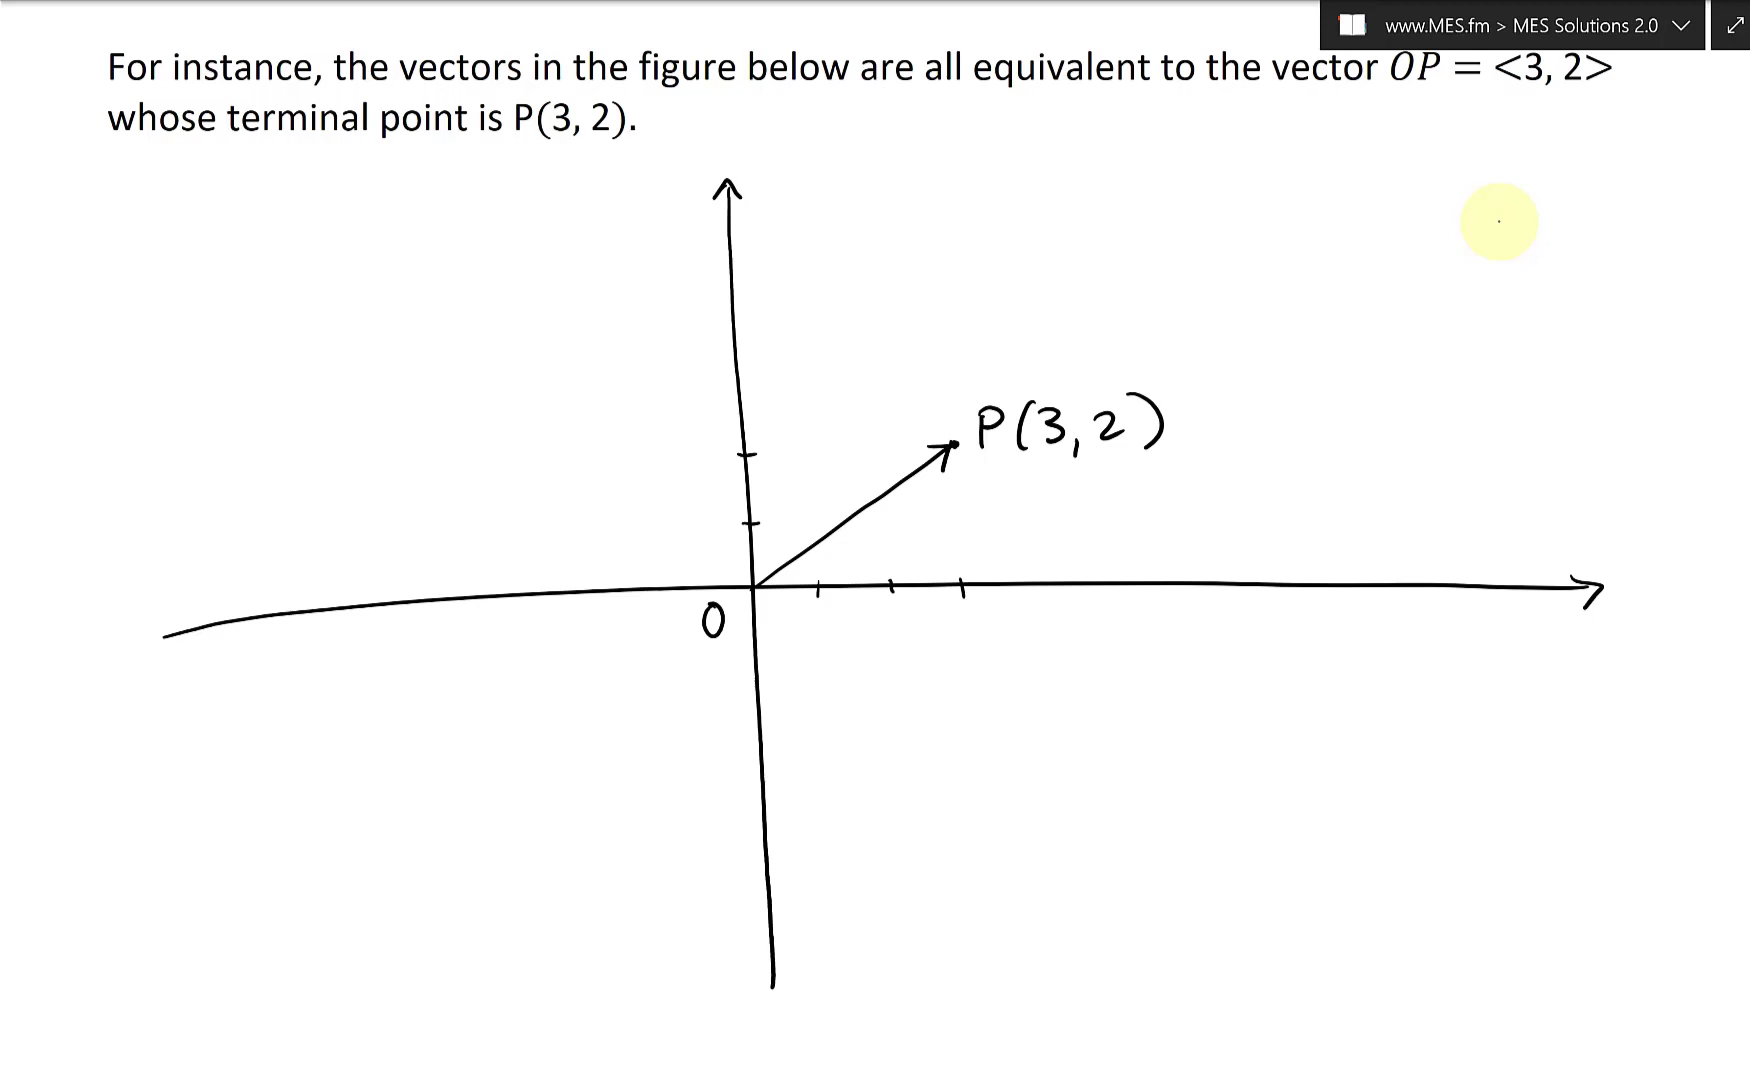 www.MES.fm > MES Solutions 2.0
For instance, the vectors in the figure below are all equivalent to the vector OP = <3, 2>
whose terminal point is P(3, 2).
P(3, 2)
0